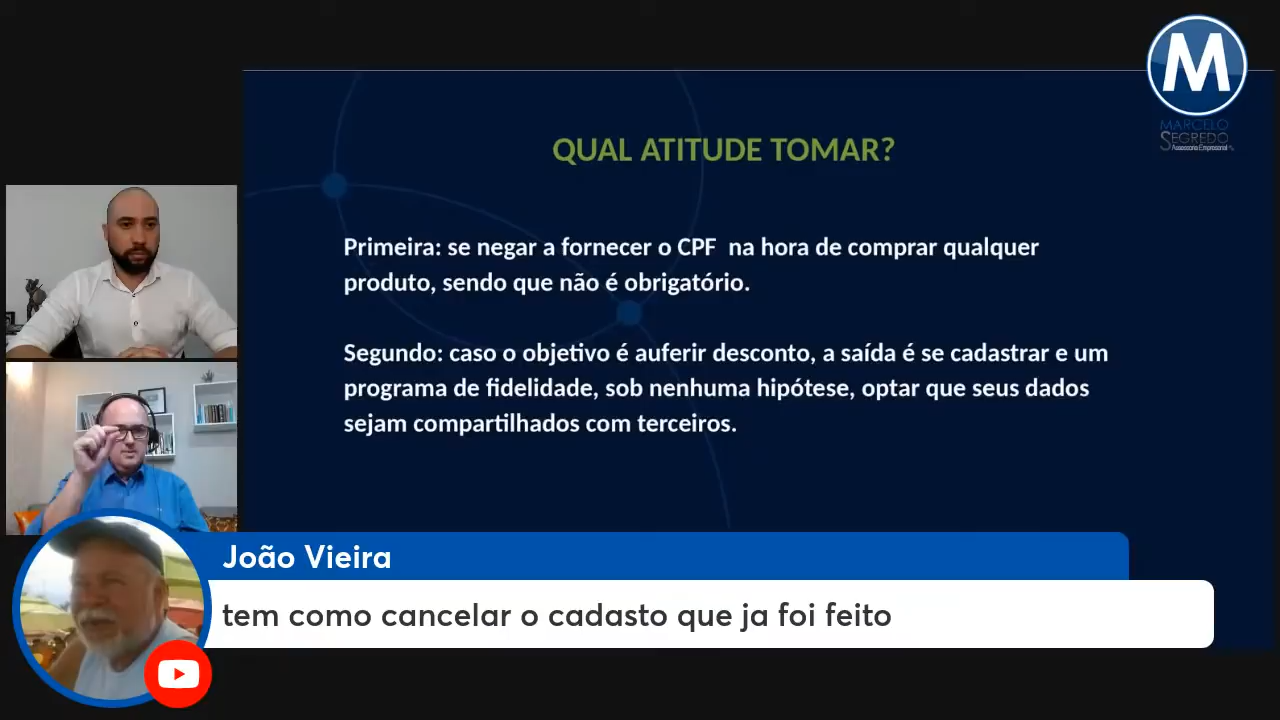 M
MARCELO
SEGREDO
Assessoria Empresarial
QUAL ATITUDE TOMAR?
Primeira: se negar a fornecer o CPF na hora de comprar qualquer
produto, sendo que não é obrigatório.
Segundo: caso o objetivo é auferir desconto, a saída é se cadastrar e um
programa de fidelidade, sob nenhuma hipótese, optar que seus dados
sejam compartilhados com terceiros.
João Vieira
tem como cancelar o cadasto que ja foi feito